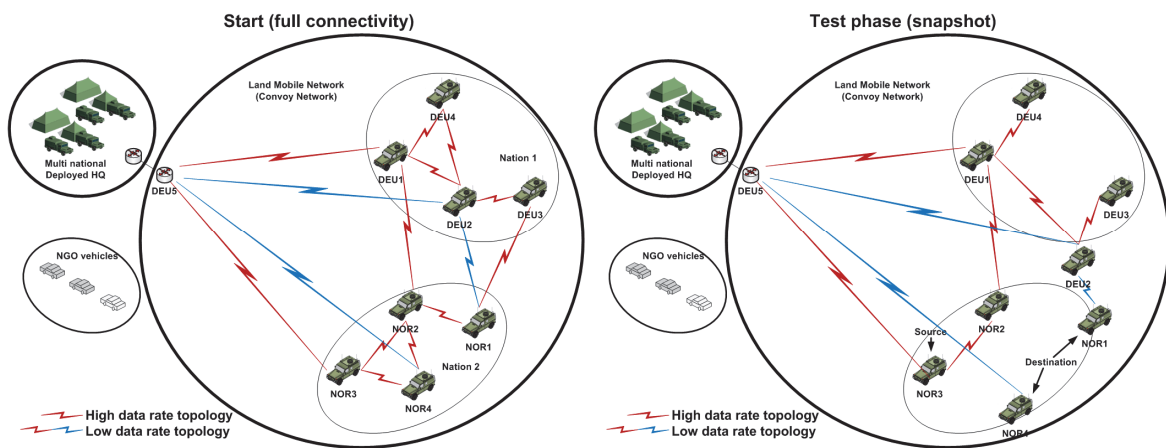 Start (full connectivity)
Land Mobile Network
(Convoy Network)
DEU4
Multi national
Deployed HQ
DEU5
DEU1
Nation 1
DEU2
DEU3
NGO vehicles
NOR2
NOR1
NOR3
Nation 2
NOR4
High data rate topology
Low data rate topology
Test phase (snapshot)
Land Mobile Network
(Convoy Network)
DEU4
Multi national
Deployed HQ
DEU5
DEU1
DEU3
NGO vehicles
DEU2
Source
NOR2
NOR1
Destination
NOR3
NOR4
High data rate topology
Low data rate topology